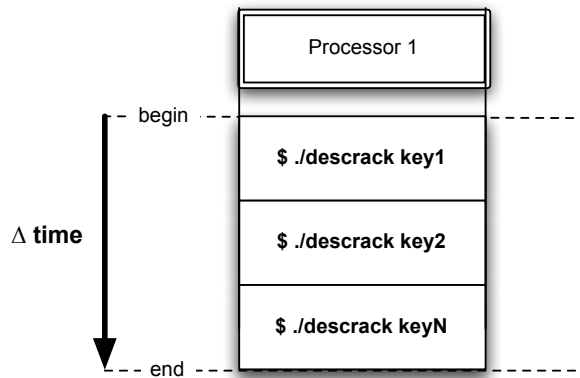 Processor 1
begin
$ ./descrack key1
∆ time
$ ./descrack key2
$ ./descrack keyN
end